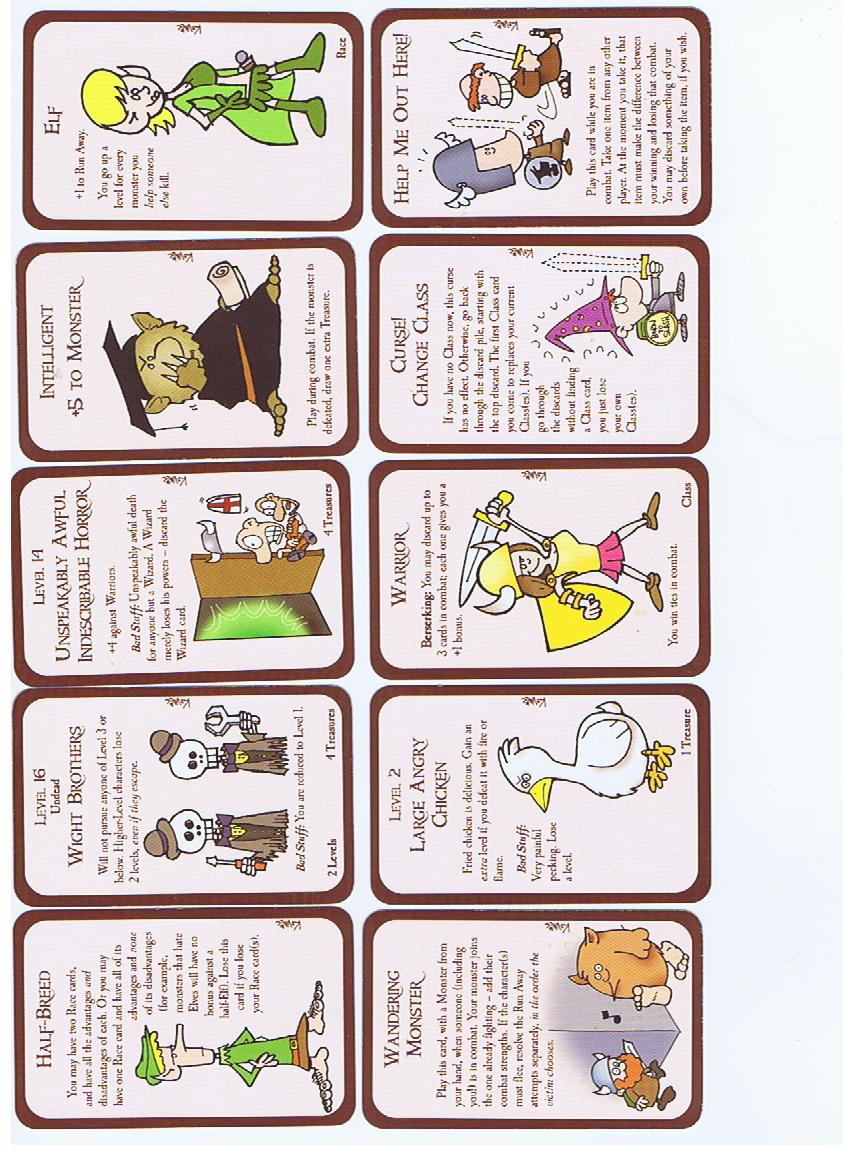 HALF-BREED
You may have two Race cards,
and have all the advantages and
disadvantages of each. Or you may
have one Race card and have all of its
advantages and none
of its disadvantages
(for example,
monsters that hate
Elves will have no
bonus against a
half-Elf). Lose this
card if you lose
your Race card(s).
LEVEL 16
Undead
WIGHT BROTHERS
Will not pursue anyone of Level 3 or
below. Higher-Level characters lose
2 levels, even if they escape.
Bad Stuff: You are reduced to Level 1.
2 Levels
4 Treasures
LEVEL 14
UNSPEAKABLY AWFUL
INDESCRIBABLE HORROR
+4 against Warriors.
Bad Stuff: Unspeakably awful death
for anyone but a Wizard. A Wizard
merely loses his powers – discard the
Wizard card.
4 Treasures
INTELLIGENT
+5 TO MONSTER
Play during combat. If the monster is
defeated, draw one extra Treasure.
ELF
+1 to Run Away.
You go up a
level for every
monster you
help someone
else kill.
Race
WANDERING
MONSTER
Play this card, with a Monster from
your hand, when someone (including
you!) is in combat. Your monster joins
the one already fighting – add their
combat strengths. If the character(s)
must flee, resolve the Run Away
attempts separately, in the order the
victim chooses.
LEVEL 2
LARGE ANGRY
CHICKEN
Fried chicken is delicious. Gain an
extra level if you defeat it with fire or
flame.
Bad Stuff:
Very painful
pecking. Lose
a level.
1 Treasure
WARRIOR
Berserking: You may discard up to
3 cards in combat; each one gives you a
+1 bonus.
You win ties in combat.
Class
CURSE!
CHANGE CLASS
If you have no Class now, this curse
has no effect. Otherwise, go back
through the discard pile, starting with
the top discard. The first Class card
you come to replaces your current
Class(es). If you
go through
the discards
without finding
a Class card,
you just lose
your own
Class(es).
HELP ME OUT HERE!
Play this card while you are in
combat. Take one item from any other
player. At the moment you take it, that
item must make the difference between
your winning and losing that combat.
You may discard something of your
own before taking the item, if you wish.